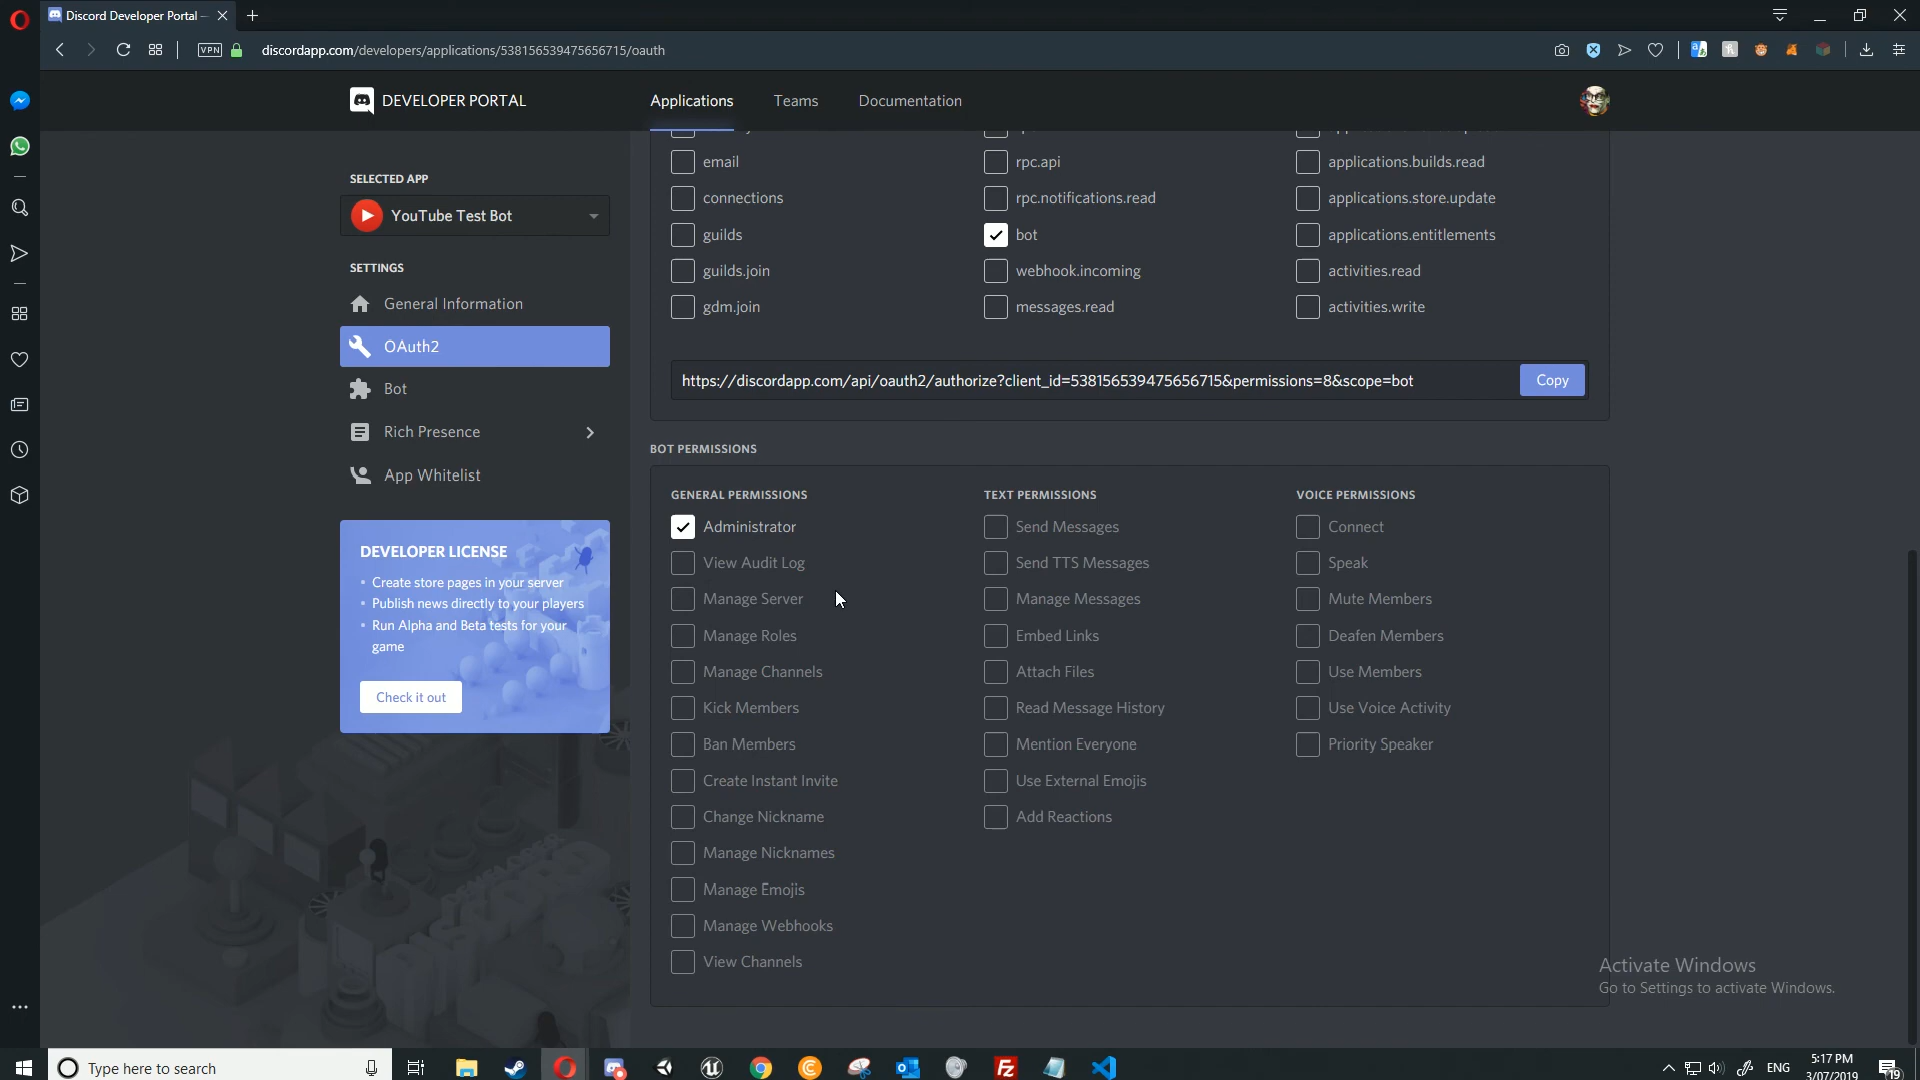 Discord Developer Portal -
VPN
discordapp.com/developers/applications/538156539475656715/oauth
DEVELOPER PORTAL
Applications
Teams
Documentation
SELECTED APP
YouTube Test Bot
SETTINGS
General Information
OAuth2
Bot
Rich Presence
App Whitelist
DEVELOPER LICENSE
• Create store pages in your server
• Publish news directly to your players
• Run Alpha and Beta tests for your
game
Check it out
email
connections
guilds
guilds.join
gdm.join
rpc.api
rpc.notifications.read
bot
webhook.incoming
messages.read
applications.builds.read
applications.store.update
applications.entitlements
activities.read
activities.write
https://discordapp.com/api/oauth2/authorize?client_id=538156539475656715&permissions=8&scope=bot
Copy
BOT PERMISSIONS
GENERAL PERMISSIONS
Administrator
View Audit Log
Manage Server
Manage Roles
Manage Channels
Kick Members
Ban Members
Create Instant Invite
Change Nickname
Manage Nicknames
Manage Emojis
Manage Webhooks
View Channels
TEXT PERMISSIONS
Send Messages
Send TTS Messages
Manage Messages
Embed Links
Attach Files
Read Message History
Mention Everyone
Use External Emojis
Add Reactions
VOICE PERMISSIONS
Connect
Speak
Mute Members
Deafen Members
Use Members
Use Voice Activity
Priority Speaker
Activate Windows
Go to Settings to activate Windows.
Type here to search
ENG
5:17 PM
3/07/2019
19